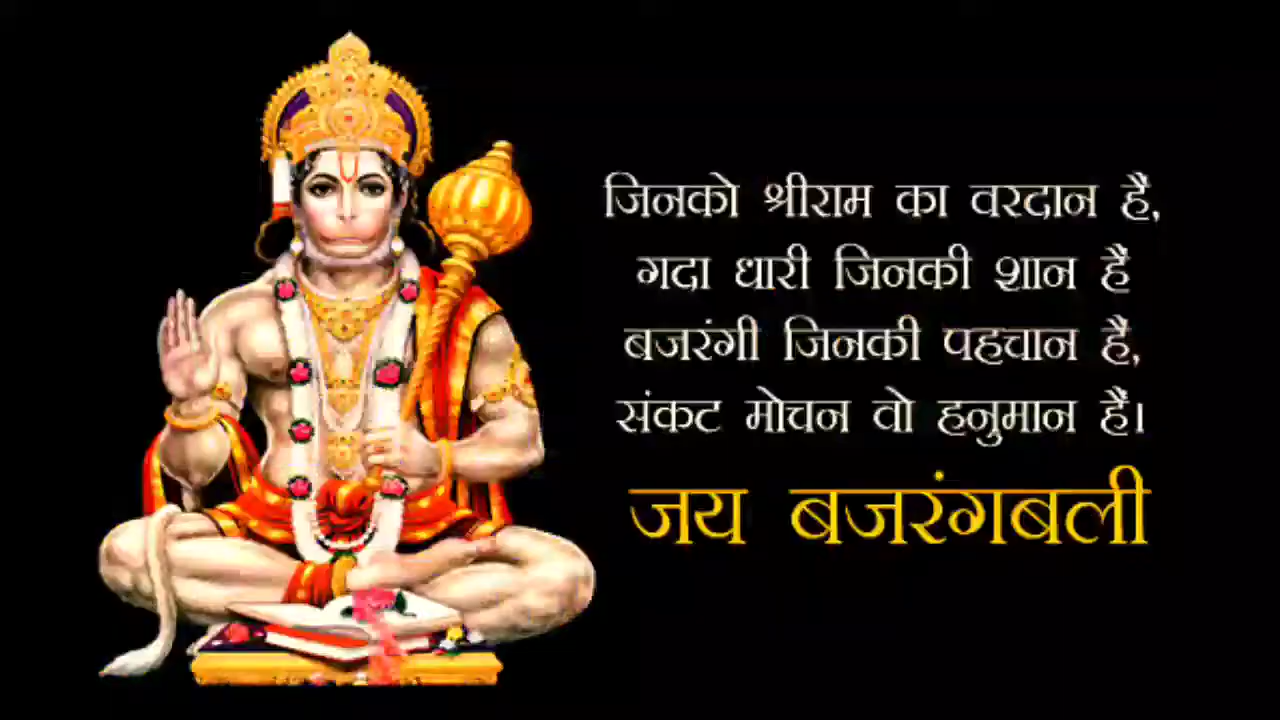 जिनको श्रीराम का वरदान है,
गदा धारी जिनकी शान है
बजरंगी जिनकी पहचान है,
संकट मोचन वो हनुमान है।
जय बजरंगबली